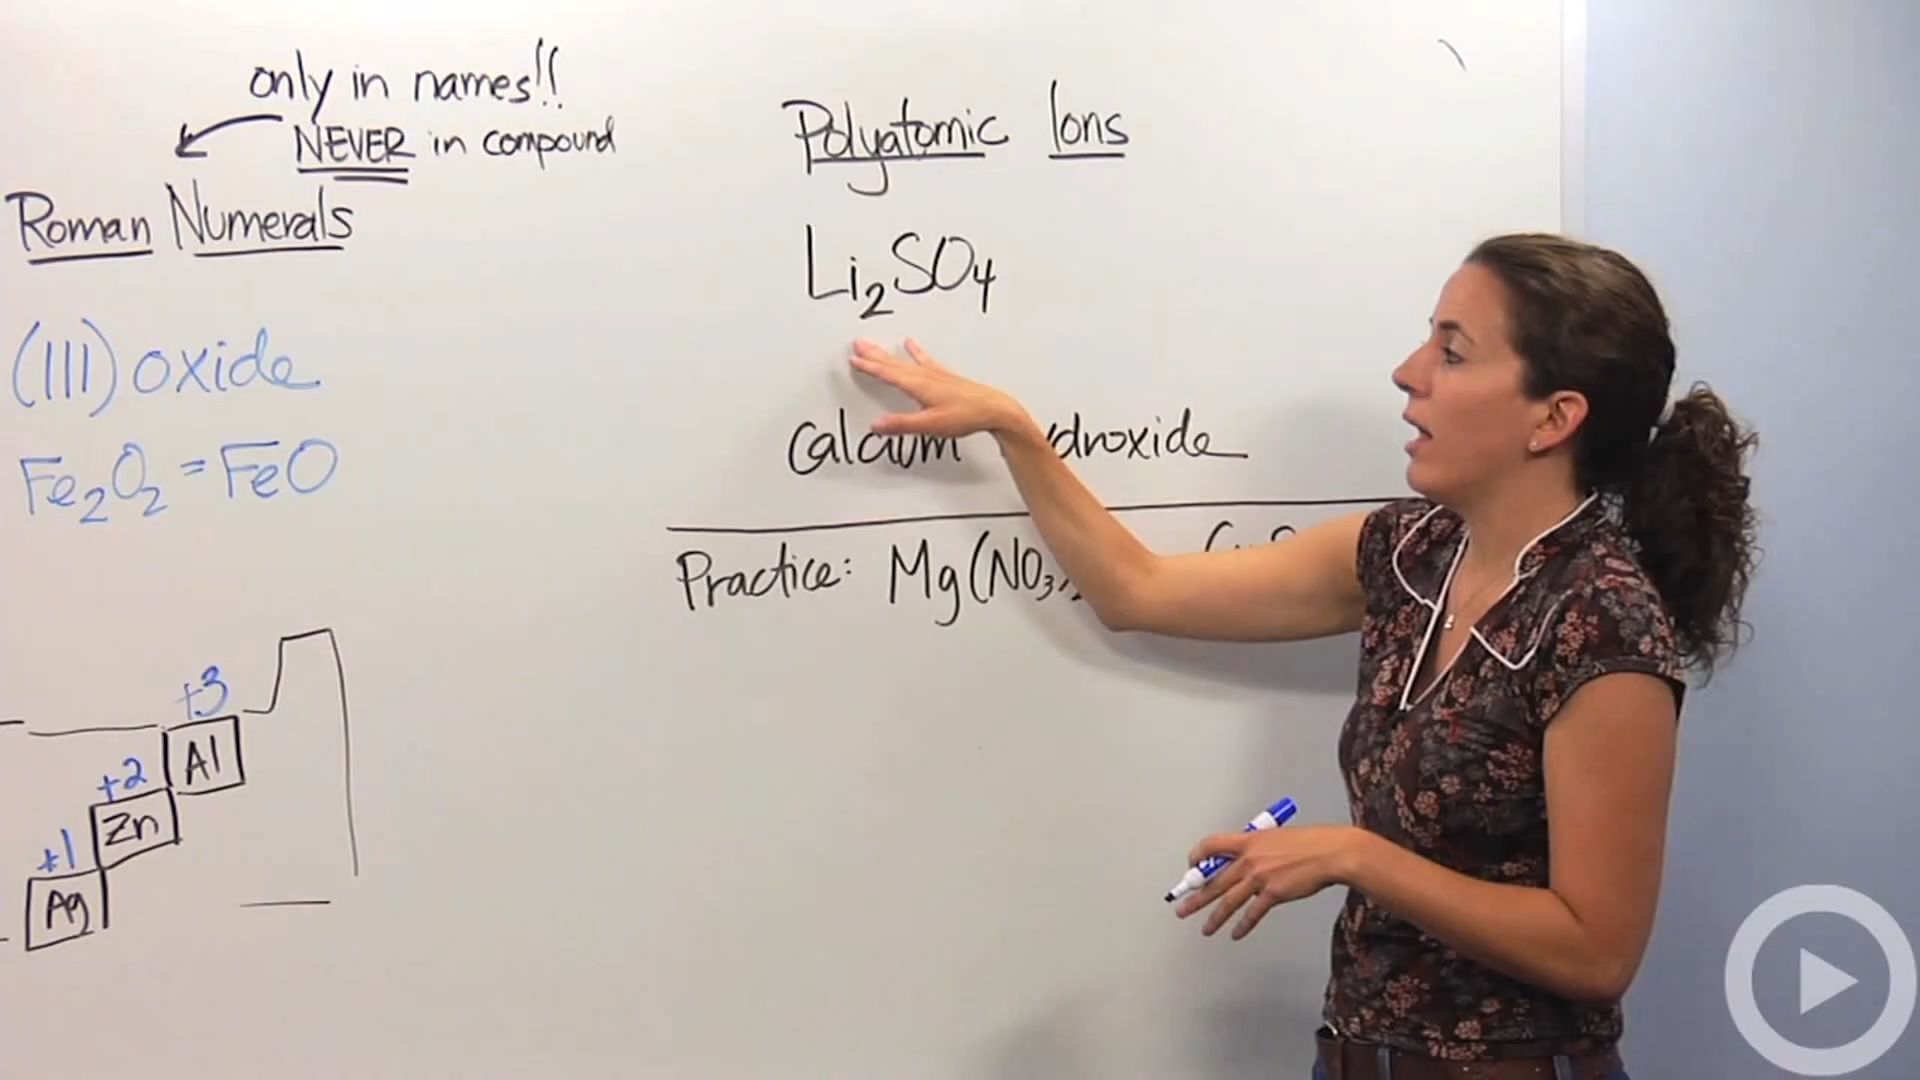 only in names!!
NEVER in compound
Roman Numerals
(III) oxide
Fe₂O₂ = FeO
+3
Al
+2
Zn
+1
Ag
Polyatomic Ions
Li₂SO₄
Calcium
Practice: Mg(NO₃)₂